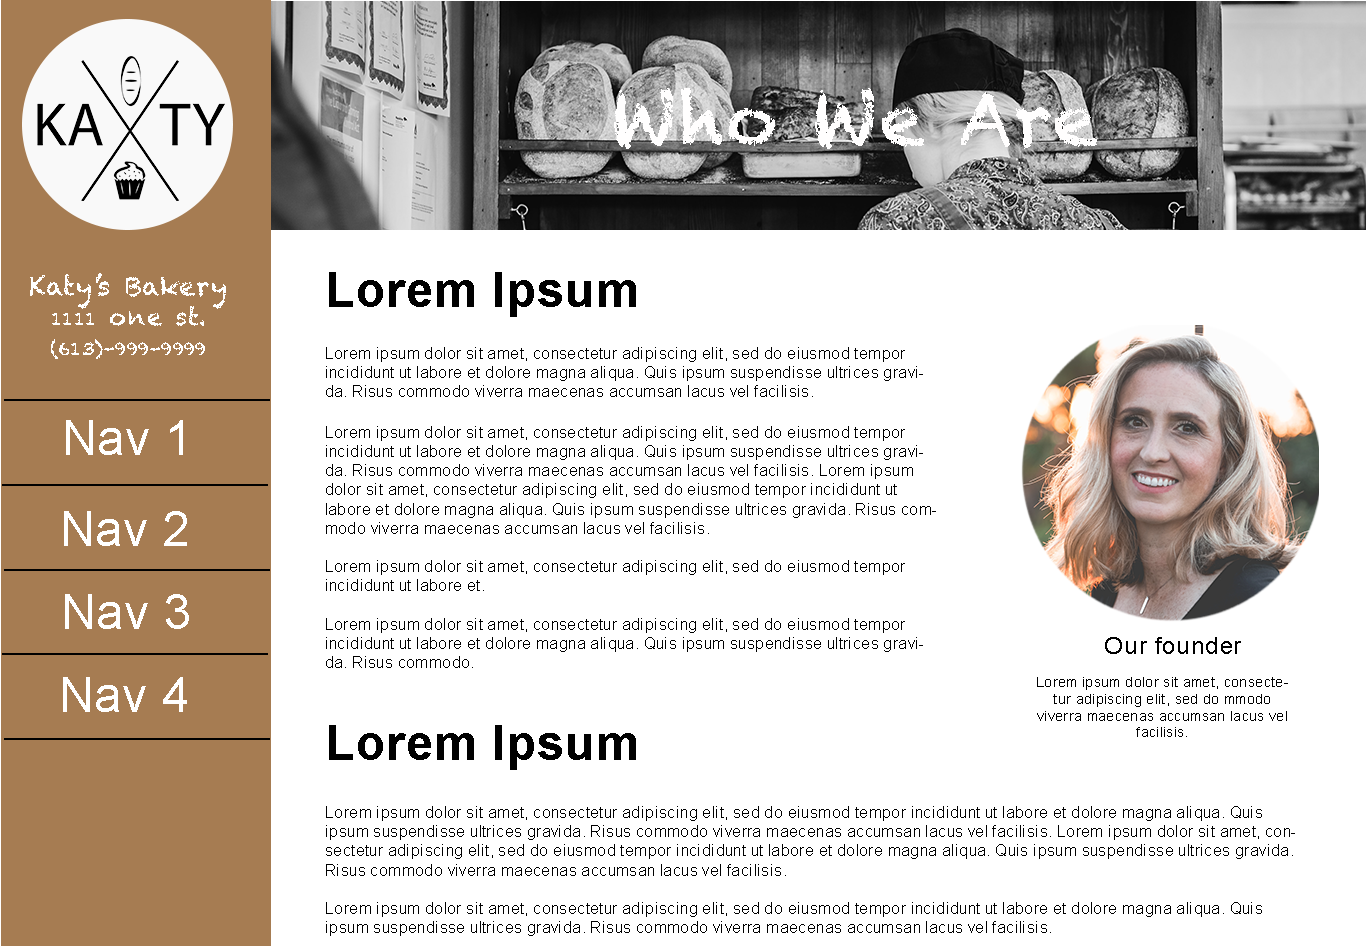 KA TY
Katy's Bakery
1111 one st.
(613)-999-9999
Nav 1
Nav 2
Nav 3
Nav 4
Who We Are
Lorem Ipsum
Lorem ipsum dolor sit amet, consectetur adipiscing elit, sed do eiusmod tempor
incididunt ut labore et dolore magna aliqua. Quis ipsum suspendisse ultrices gravi-
da. Risus commodo viverra maecenas accumsan lacus vel facilisis.
Lorem ipsum dolor sit amet, consectetur adipiscing elit, sed do eiusmod tempor
incididunt ut labore et dolore magna aliqua. Quis ipsum suspendisse ultrices gravi-
da. Risus commodo viverra maecenas accumsan lacus vel facilisis. Lorem ipsum
dolor sit amet, consectetur adipiscing elit, sed do eiusmod tempor incididunt ut
labore et dolore magna aliqua. Quis ipsum suspendisse ultrices gravida. Risus com-
modo viverra maecenas accumsan lacus vel facilisis.
Lorem ipsum dolor sit amet, consectetur adipiscing elit, sed do eiusmod tempor
incididunt ut labore et.
Lorem ipsum dolor sit amet, consectetur adipiscing elit, sed do eiusmod tempor
incididunt ut labore et dolore magna aliqua. Quis ipsum suspendisse ultrices gravi-
da. Risus commodo.
Our founder
Lorem ipsum dolor sit amet, consecte-
tur adipiscing elit, sed do mmodo
viverra maecenas accumsan lacus vel
facilisis.
Lorem Ipsum
Lorem ipsum dolor sit amet, consectetur adipiscing elit, sed do eiusmod tempor incididunt ut labore et dolore magna aliqua. Quis
ipsum suspendisse ultrices gravida. Risus commodo viverra maecenas accumsan lacus vel facilisis. Lorem ipsum dolor sit amet, con-
sectetur adipiscing elit, sed do eiusmod tempor incididunt ut labore et dolore magna aliqua. Quis ipsum suspendisse ultrices gravida.
Risus commodo viverra maecenas accumsan lacus vel facilisis.
Lorem ipsum dolor sit amet, consectetur adipiscing elit, sed do eiusmod tempor incididunt ut labore et dolore magna aliqua. Quis
ipsum suspendisse ultrices gravida. Risus commodo viverra maecenas accumsan lacus vel facilisis.